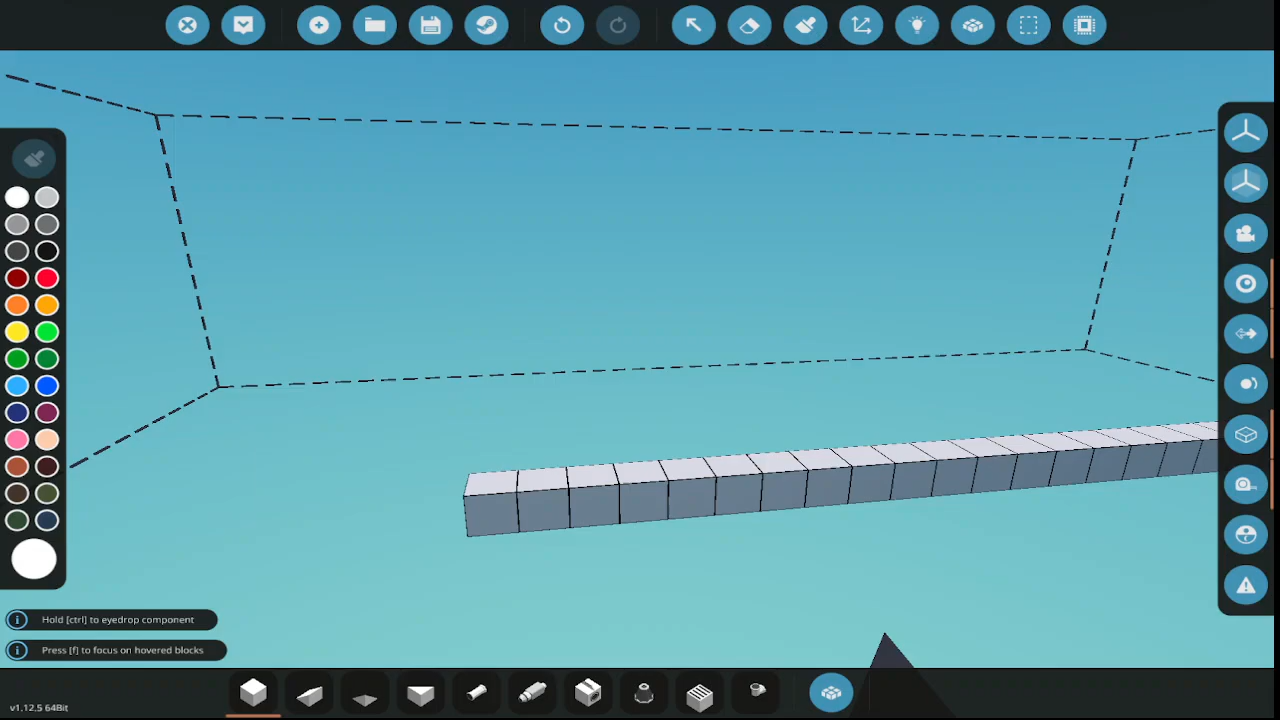 Hold [ctrl] to eyedrop component
Press [f] to focus on hovered blocks
v1.12.5 64Bit